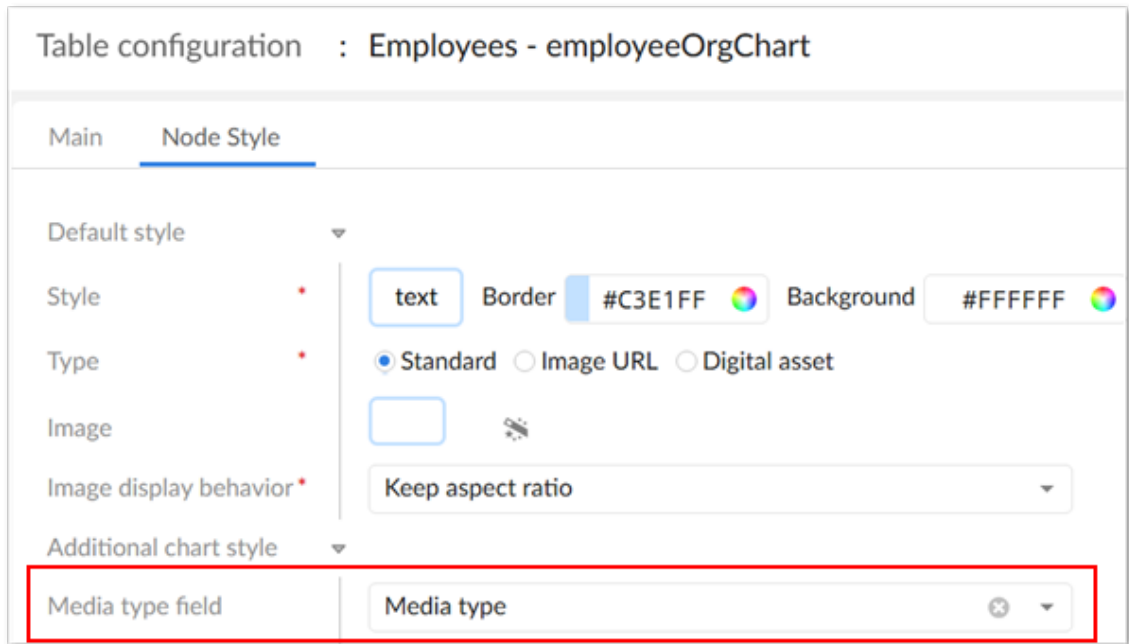 Table configuration : Employees - employeeOrgChart
Main Node Style
Default style
Style * text Border #C3E1FF Background #FFFFFF
Type * Standard Image URL Digital asset
Image
Image display behavior * Keep aspect ratio
Additional chart style
Media type field Media type